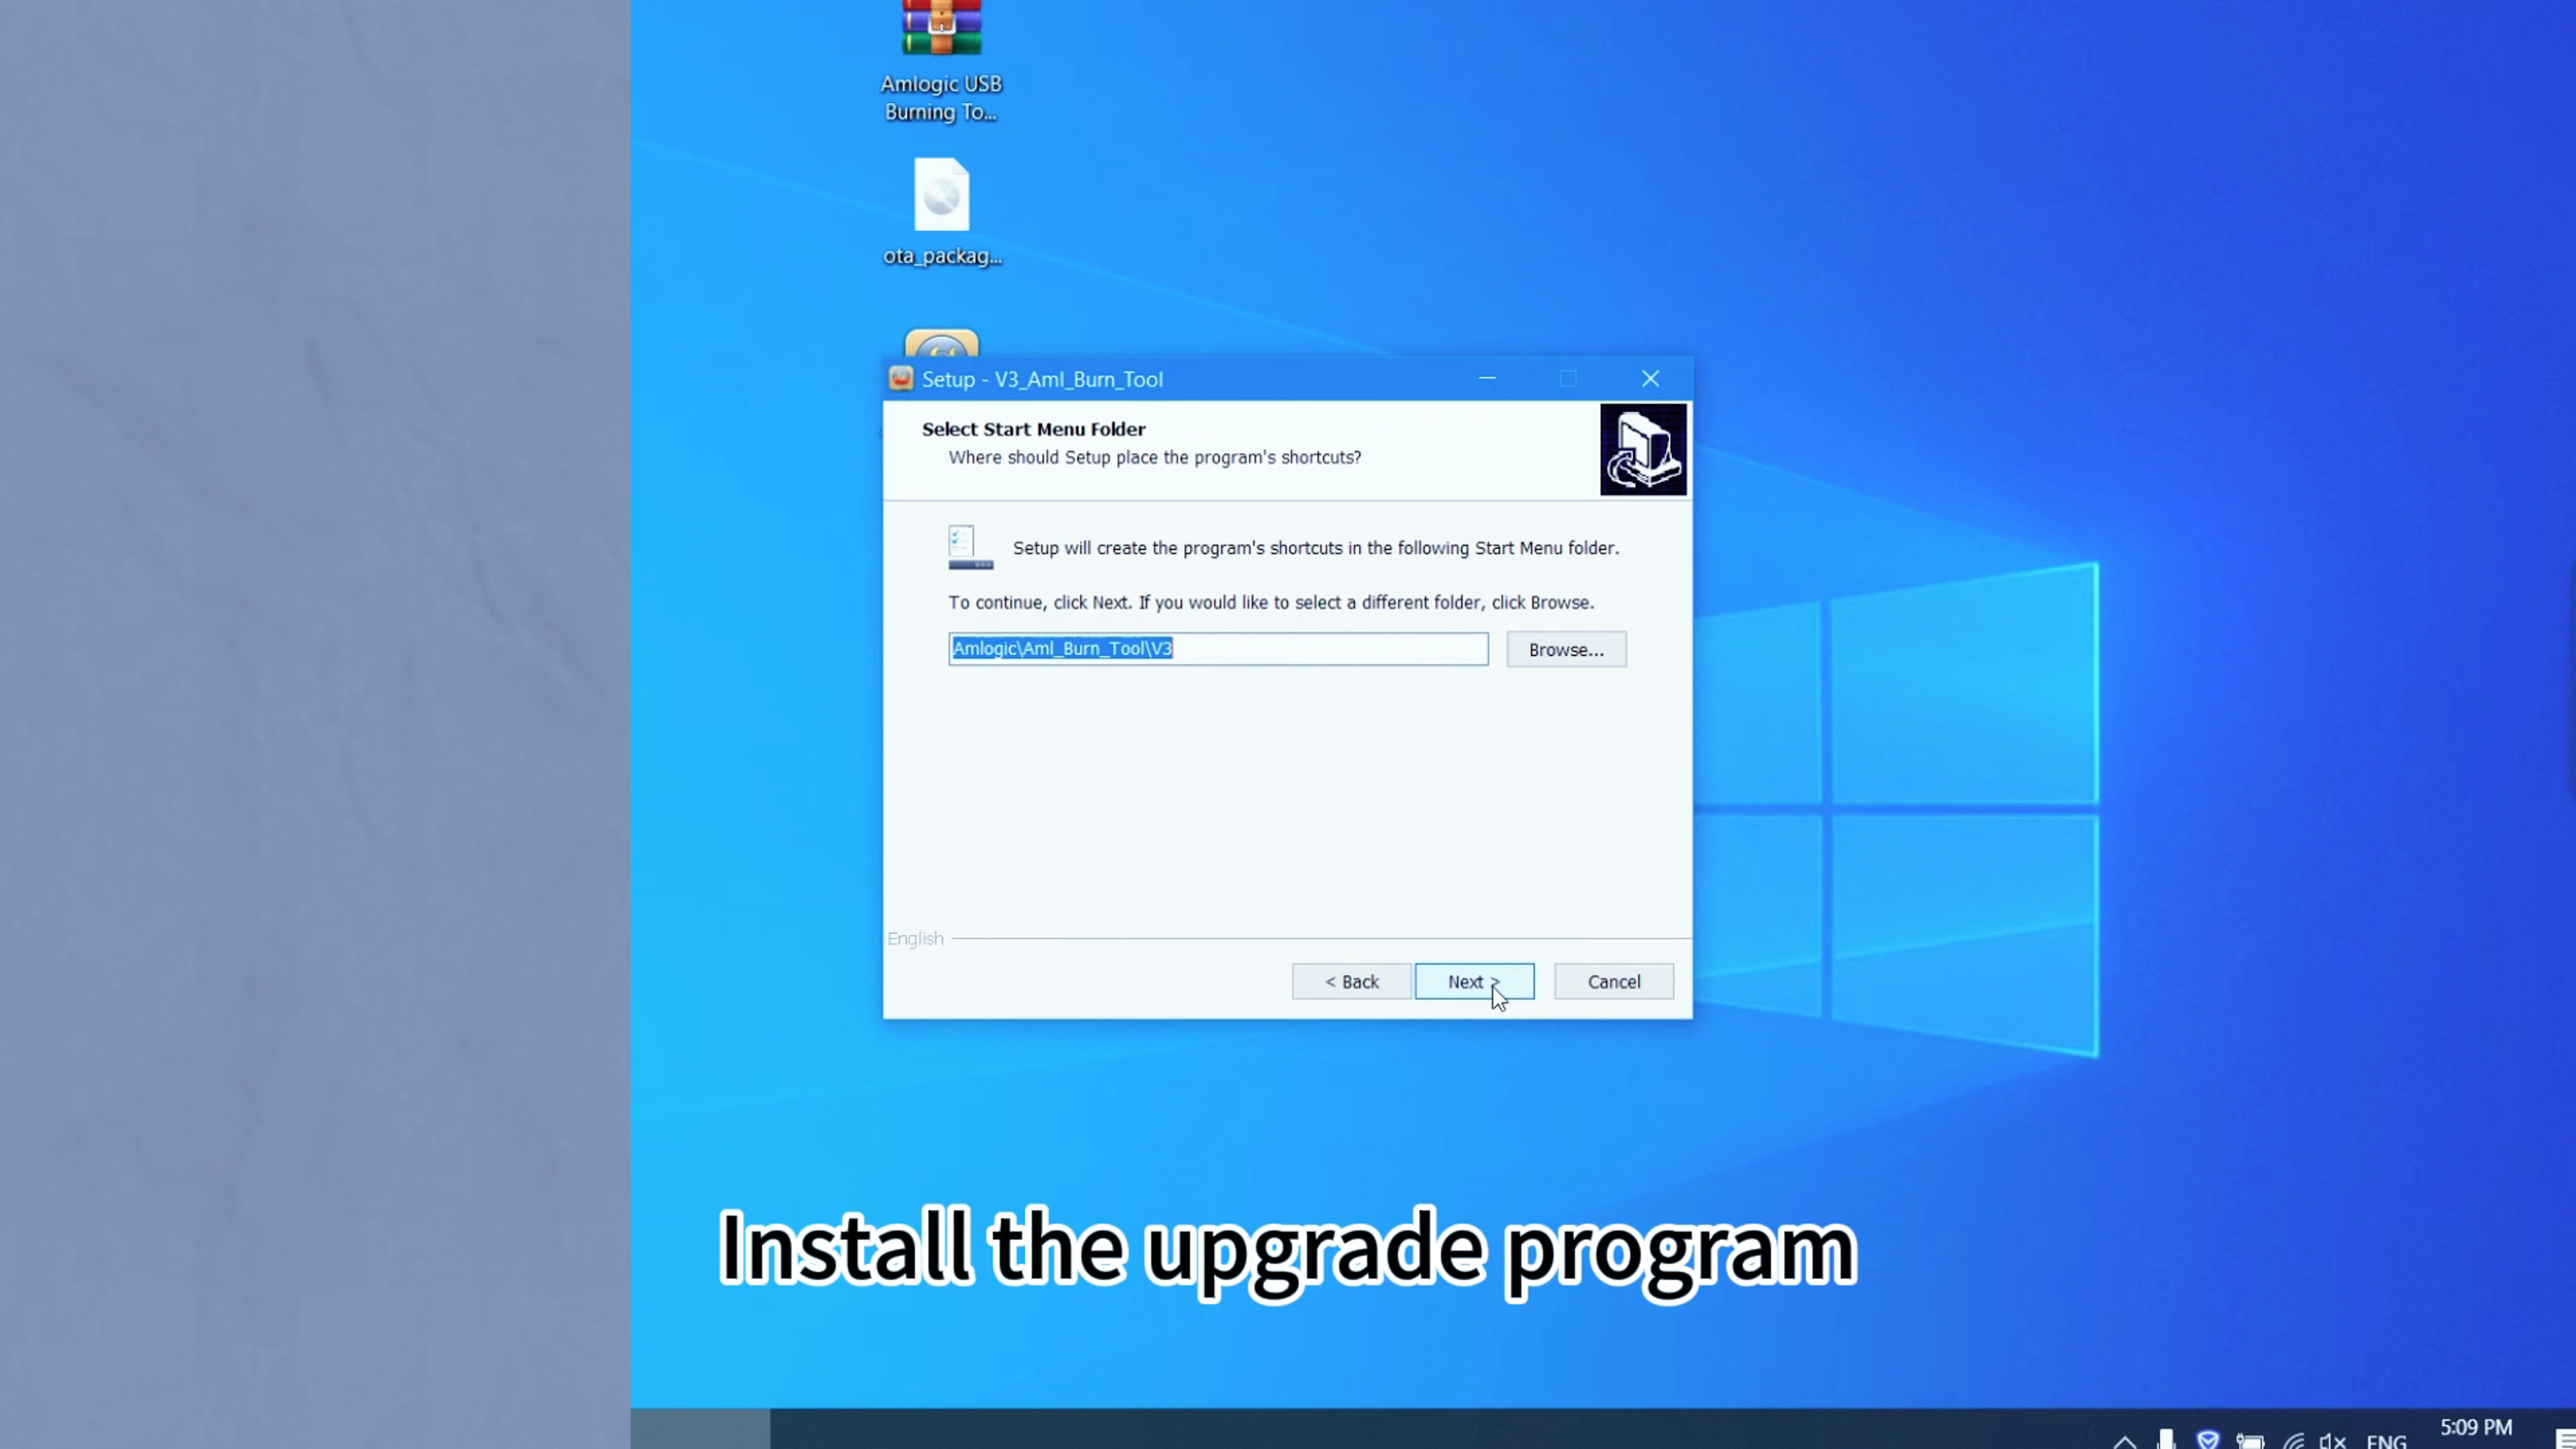 Amlogic USB
Burning To...
ota_packag...
Setup - V3_Aml_Burn_Tool
Select Start Menu Folder
Where should Setup place the program's shortcuts?
Setup will create the program's shortcuts in the following Start Menu folder.
To continue, click Next. If you would like to select a different folder, click Browse.
Amlogic\Aml_Burn_Tool\V3
Browse...
English
< Back
Next >
Cancel
Install the upgrade program
ENG
5:09 PM